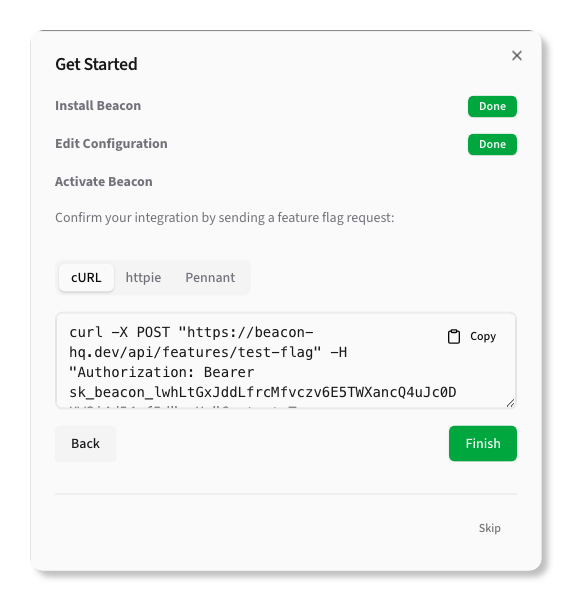 Get Started
Install Beacon
Done
Edit Configuration
Done
Activate Beacon
Confirm your integration by sending a feature flag request:
cURL httpie Pennant
curl -X POST "https://beacon-
hq.dev/api/features/test-flag" -H
"Authorization: Bearer
sk_beacon_lwhLtGxJddLfrcMfvczv6E5TWXancQ4uJc0D
Copy
Back
Finish
Skip